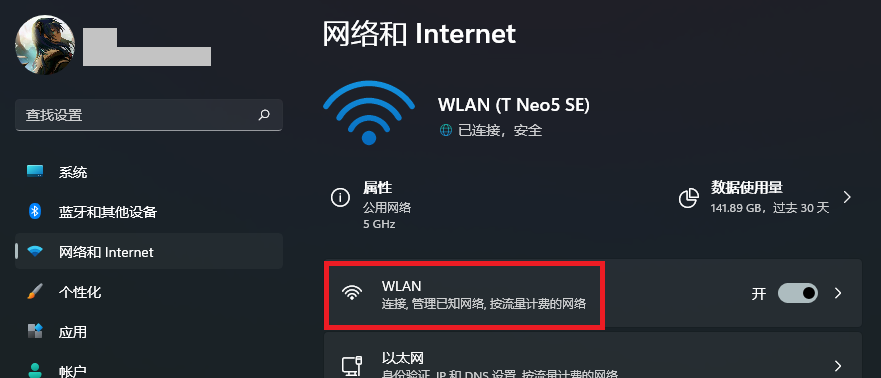 网络和 Internet
查找设置
系统
蓝牙和其他设备
网络和 Internet
个性化
应用
帐户
WLAN (T Neo5 SE)
已连接，安全
属性
公用网络
5 GHz
数据使用量
141.89 GB，过去 30 天
WLAN
连接, 管理已知网络, 按流量计费的网络
开
以太网
身份验证, IP 和 DNS 设置, 按流量计费的网络